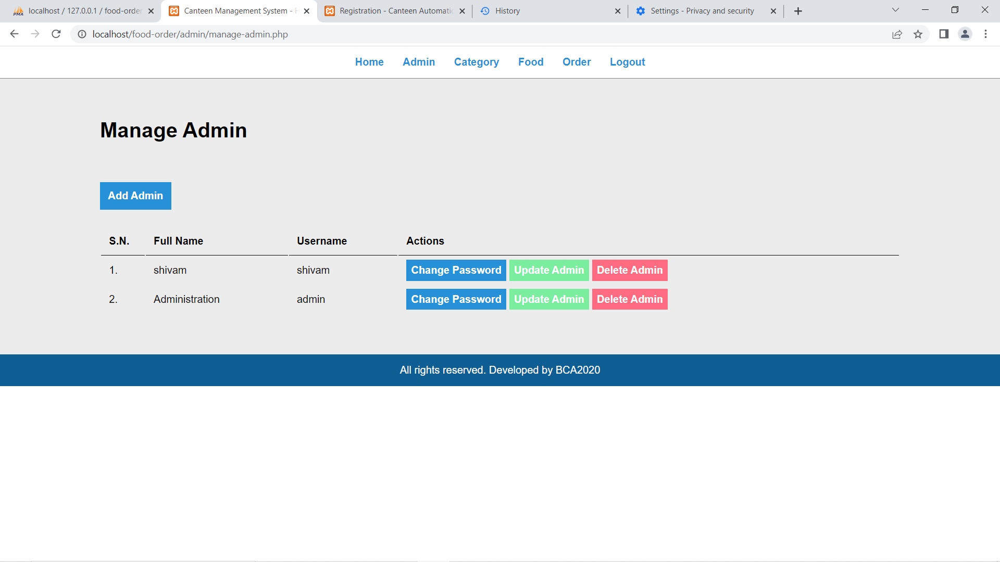 localhost / 127.0.0.1 / food-order
Canteen Management System -
Registration - Canteen Automatic
History
Settings - Privacy and security
localhost/food-order/admin/manage-admin.php
Home Admin Category Food Order Logout
Manage Admin
Add Admin
S.N. Full Name Username Actions
1. shivam shivam Change Password Update Admin Delete Admin
2. Administration admin Change Password Update Admin Delete Admin
All rights reserved. Developed by BCA2020